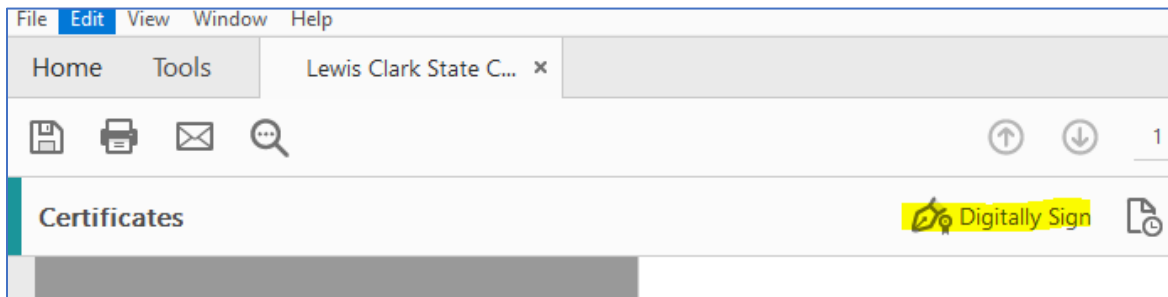 File Edit View Window Help
Home Tools Lewis Clark State C... ×
1
Certificates Digitally Sign